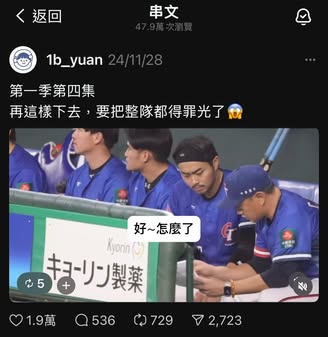 返回
串文
47.9萬次瀏覽
1b_yuan 24/11/28
第一季第四集
再這樣下去，要把整隊都得罪光了😱
好~怎麼了
Kyorin
キョーリン製薬
5
1.9萬 536 729 2,723